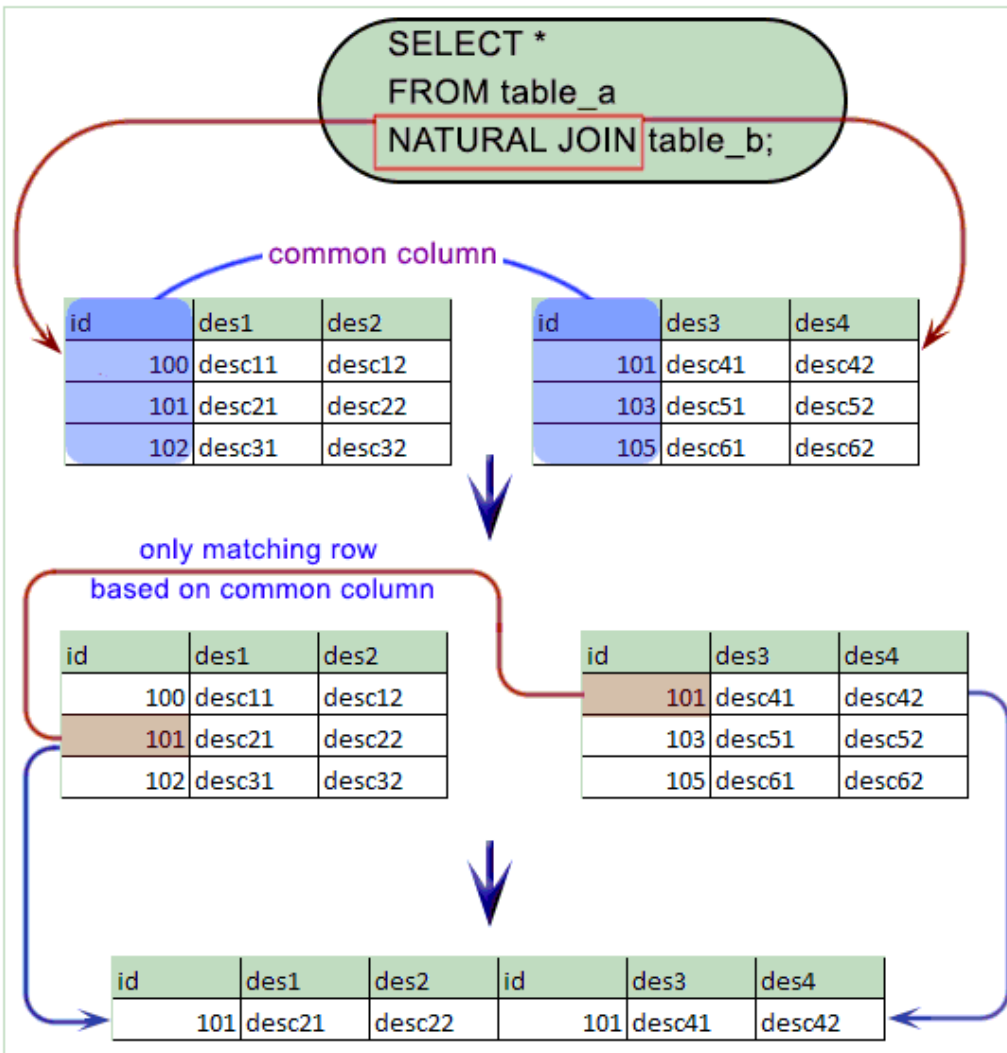 SELECT *
FROM table_a
NATURAL JOIN table_b;
common column
id des1 des2
100 desc11 desc12
101 desc21 desc22
102 desc31 desc32
id des3 des4
101 desc41 desc42
103 desc51 desc52
105 desc61 desc62
only matching row
based on common column
id des1 des2
100 desc11 desc12
101 desc21 desc22
102 desc31 desc32
id des3 des4
101 desc41 desc42
103 desc51 desc52
105 desc61 desc62
id des1 des2 id des3 des4
101 desc21 desc22 101 desc41 desc42